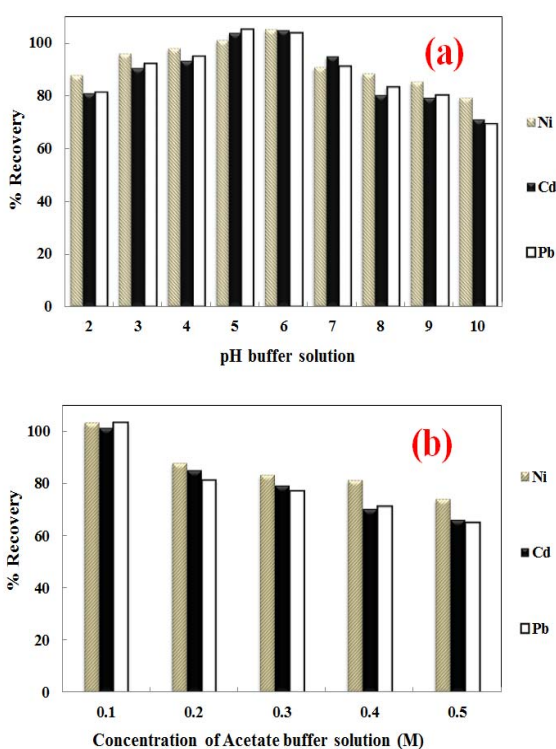 (a)
% Recovery
100
80
60
40
20
0
2 3 4 5 6 7 8 9 10
pH buffer solution
Ni
Cd
Pb
(b)
% Recovery
100
80
60
40
20
0
0.1 0.2 0.3 0.4 0.5
Concentration of Acetate buffer solution (M)
Ni
Cd
Pb